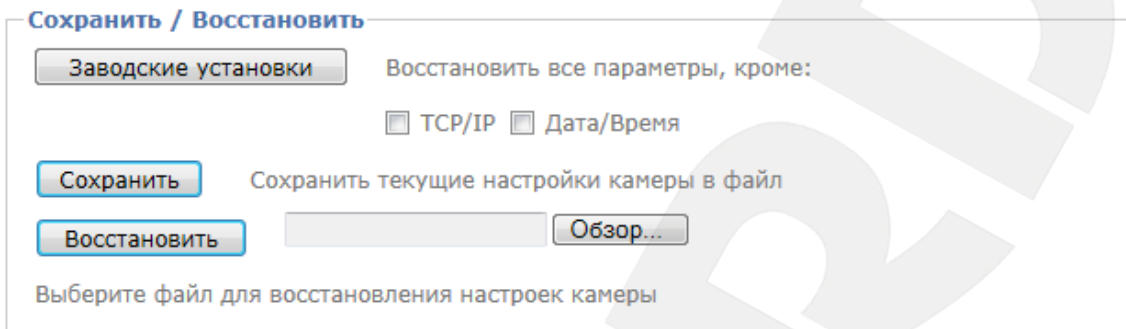 Сохранить / Восстановить
Заводские установки Восстановить все параметры, кроме:
TCP/IP Дата/Время
Сохранить Сохранить текущие настройки камеры в файл
Восстановить Обзор...
Выберите файл для восстановления настроек камеры